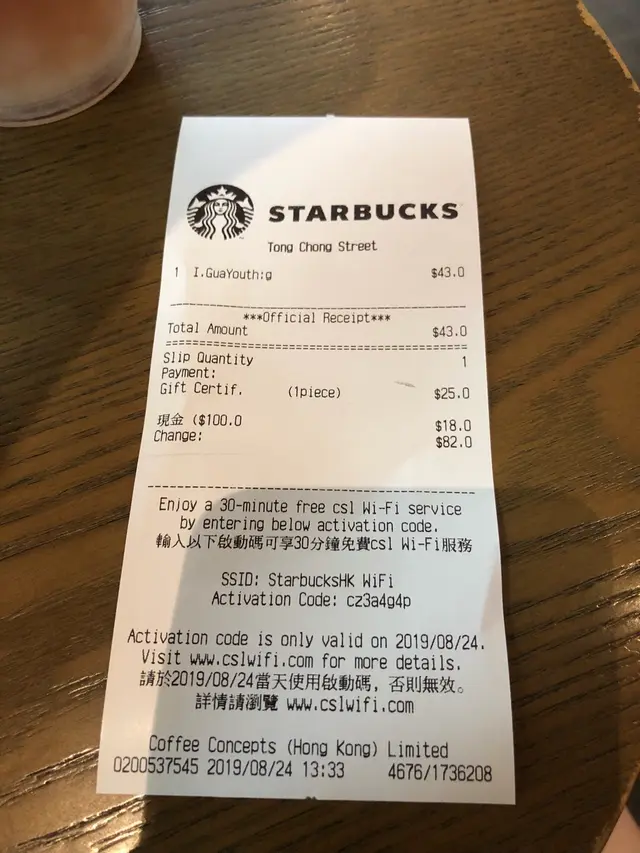 STARBUCKS
Tong Chong Street
1 I.GuaYouth:g $43.0
***Official Receipt***
Total Amount $43.0
Slip Quantity 1
Payment:
Gift Certif. (1piece) $25.0
現金 ($100.0 $18.0
Change: $82.0
Enjoy a 30-minute free csl Wi-Fi service
by entering below activation code.
輸入以下啟動碼可享30分鐘免費csl Wi-Fi服務
SSID: StarbucksHK WiFi
Activation Code: cz3a4g4p
Activation code is only valid on 2019/08/24.
Visit www.cslwifi.com for more details.
請於2019/08/24當天使用啟動碼, 否則無效。
詳情請瀏覽 www.cslwifi.com
Coffee Concepts (Hong Kong) Limited
0200537545 2019/08/24 13:33 4676/1736208